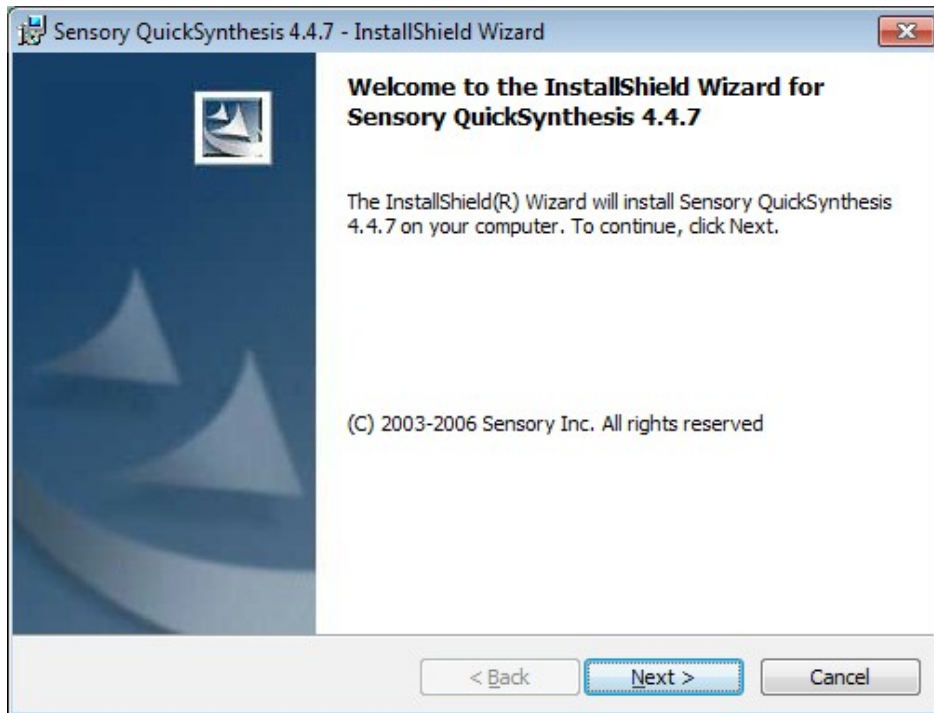 Sensory QuickSynthesis 4.4.7 - InstallShield Wizard
Welcome to the InstallShield Wizard for
Sensory QuickSynthesis 4.4.7
The InstallShield(R) Wizard will install Sensory QuickSynthesis
4.4.7 on your computer. To continue, click Next.
(C) 2003-2006 Sensory Inc. All rights reserved
< Back Next > Cancel